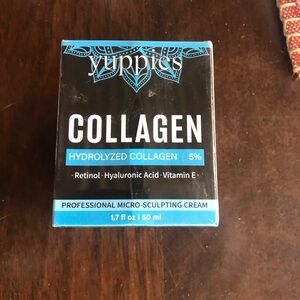 yuppies
COLLAGEN
HYDROLYZED COLLAGEN 5%
· Retinol · Hyaluronic Acid · Vitamin E ·
PROFESSIONAL MICRO-SCULPTING CREAM
1,7 fl oz | 50 ml